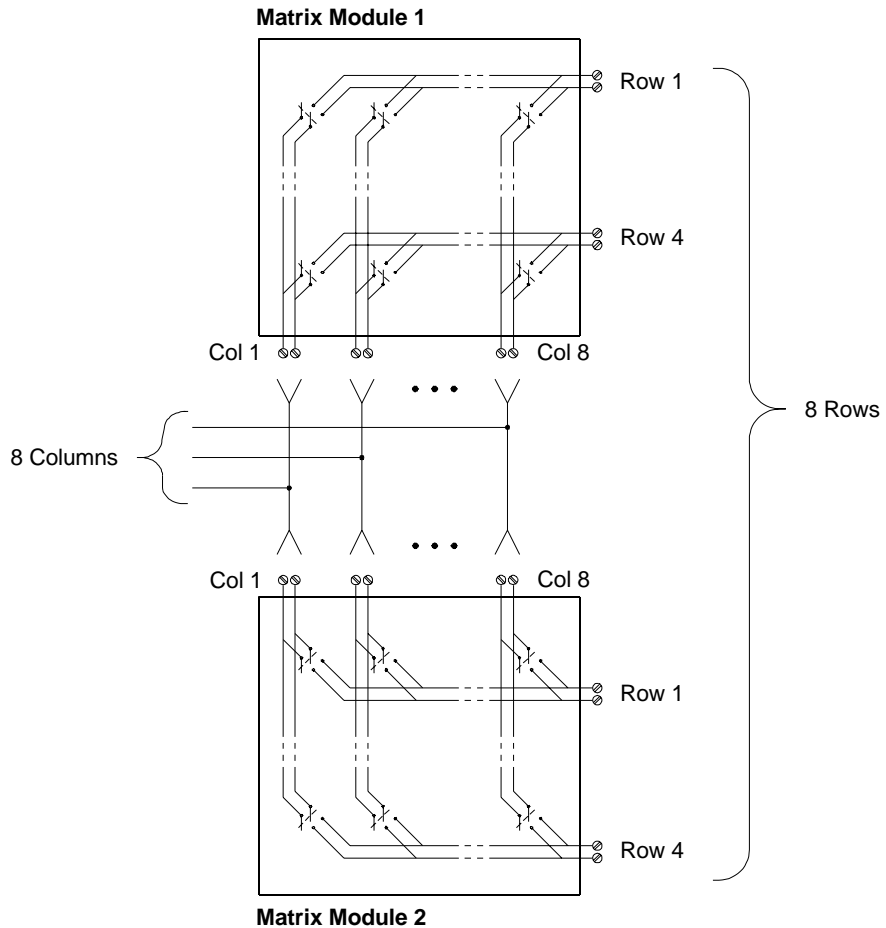 Matrix Module 1
Row 1
Row 4
Col 1
Col 8
8 Rows
8 Columns
Col 1
Col 8
Row 1
Row 4
Matrix Module 2